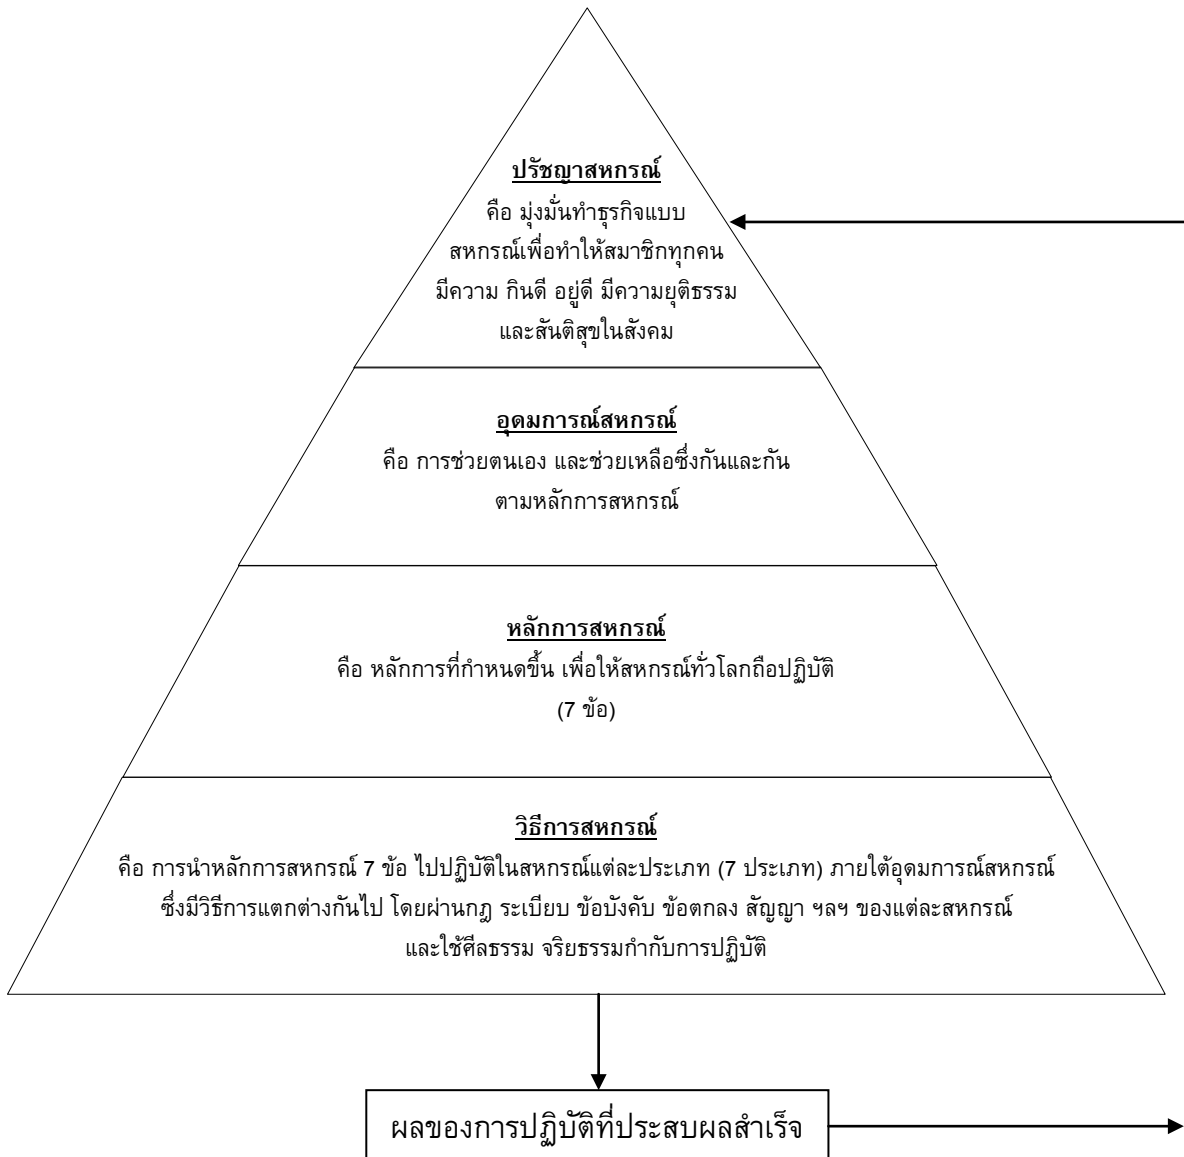 ปรัชญาสหกรณ์
คือ มุ่งมั่นทำธุรกิจแบบ
สหกรณ์เพื่อทำให้สมาชิกทุกคน
มีความ กินดี อยู่ดี มีความยุติธรรม
และสันติสุขในสังคม
อุดมการณ์สหกรณ์
คือ การช่วยตนเอง และช่วยเหลือซึ่งกันและกัน
ตามหลักการสหกรณ์
หลักการสหกรณ์
คือ หลักการที่กำหนดขึ้น เพื่อให้สหกรณ์ทั่วโลกถือปฏิบัติ
(7 ข้อ)
วิธีการสหกรณ์
คือ การนำหลักการสหกรณ์ 7 ข้อ ไปปฏิบัติในสหกรณ์แต่ละประเภท (7 ประเภท) ภายใต้อุดมการณ์สหกรณ์
ซึ่งมีวิธีการแตกต่างกันไป โดยผ่านกฎ ระเบียบ ข้อบังคับ ข้อตกลง สัญญา ฯลฯ ของแต่ละสหกรณ์
และใช้ศีลธรรม จริยธรรมกำกับการปฏิบัติ
ผลของการปฏิบัติที่ประสบผลสำเร็จ